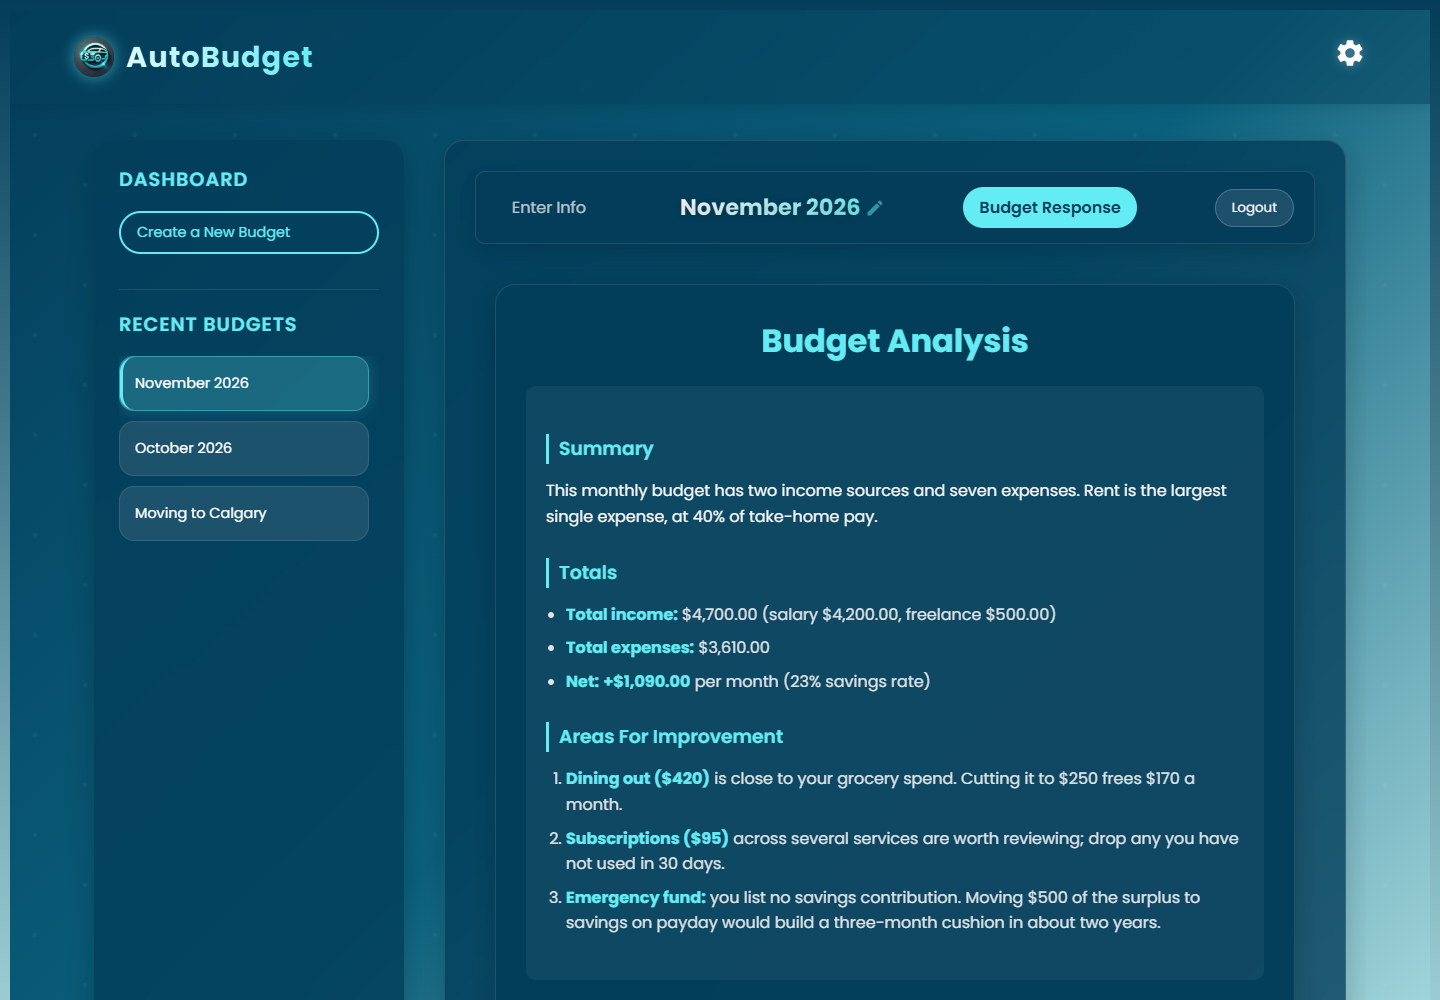 AutoBudget
DASHBOARD
Create a New Budget
RECENT BUDGETS
November 2026
October 2026
Moving to Calgary
Enter Info
November 2026
Budget Response
Logout
Budget Analysis
Summary
This monthly budget has two income sources and seven expenses. Rent is the largest
single expense, at 40% of take-home pay.
Totals
• Total income: $4,700.00 (salary $4,200.00, freelance $500.00)
• Total expenses: $3,610.00
• Net: +$1,090.00 per month (23% savings rate)
Areas For Improvement
1. Dining out ($420) is close to your grocery spend. Cutting it to $250 frees $170 a
month.
2. Subscriptions ($95) across several services are worth reviewing; drop any you have
not used in 30 days.
3. Emergency fund: you list no savings contribution. Moving $500 of the surplus to
savings on payday would build a three-month cushion in about two years.